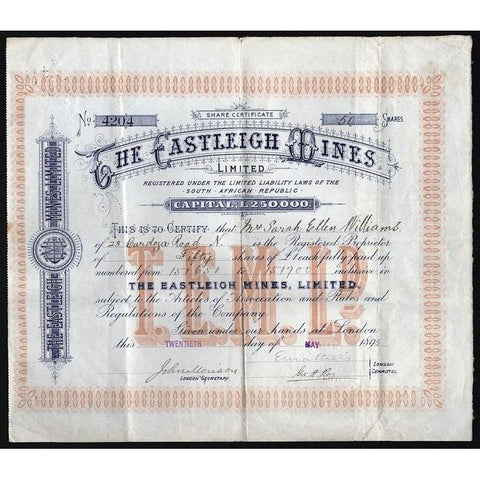 SHARE CERTIFICATE
No. 4204
50 SHARES.
THE EASTLEIGH MINES
LIMITED
REGISTERED UNDER THE LIMITED LIABILITY LAWS OF THE
SOUTH AFRICAN REPUBLIC
CAPITAL, £250000.
THIS IS TO CERTIFY that Mrs Sarah Ellen Williams
of 28 Road N. is the Registered Proprietor
of Fifty shares of £1 each fully paid up
numbered from 151651 to 151700 inclusive in
THE EASTLEIGH MINES, LIMITED,
subject to the Articles of Association and Rules and
Regulations of the Company.
Given under our hands at London
this TWENTIETH day of MAY 1895
LONDON SECRETARY.
LONDON
COMMITTEE.
THE EASTLEIGH MINES LIMITED
T.E.M. Ld.